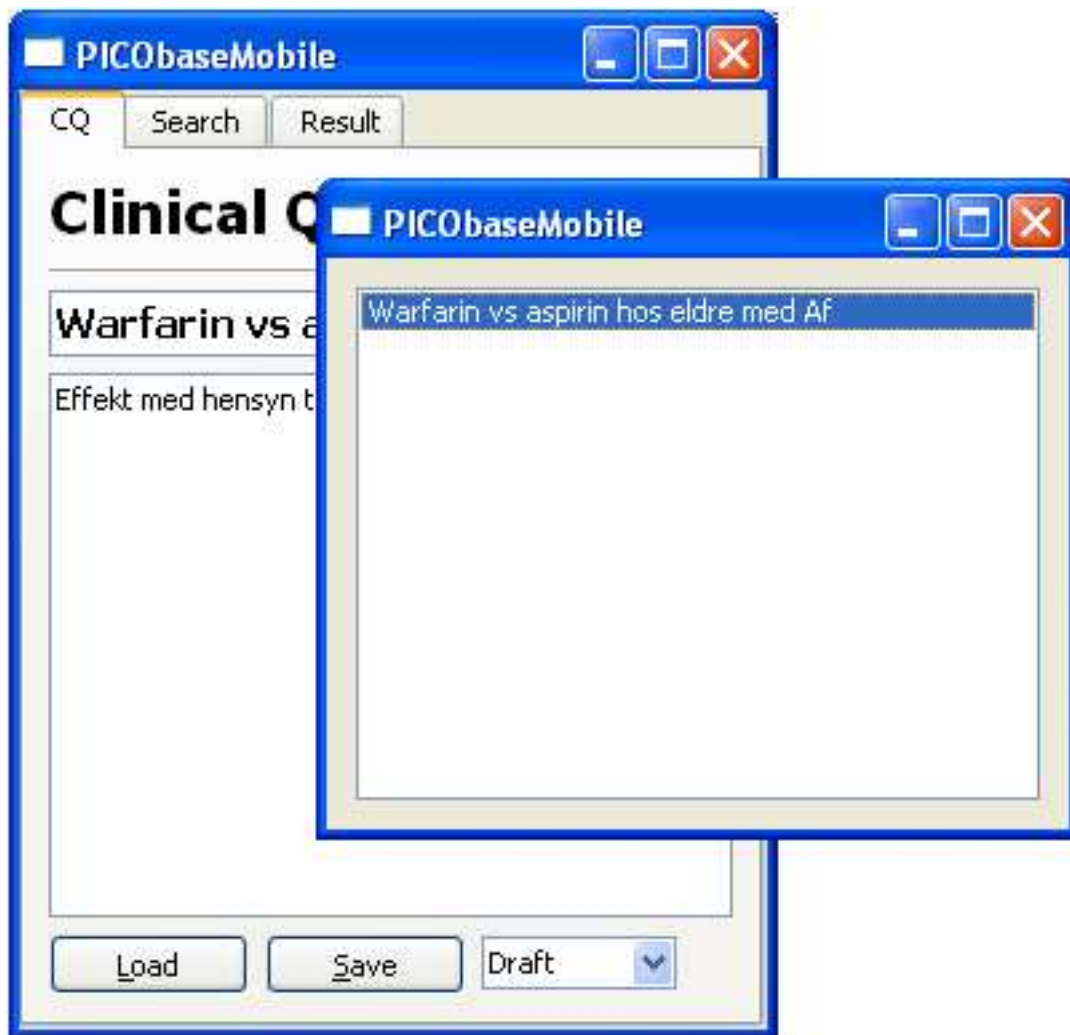 PICObaseMobile
CQ Search Result
Clinical Q
Warfarin vs a
Effekt med hensyn t
Load Save Draft
PICObaseMobile
Warfarin vs aspirin hos eldre med Af